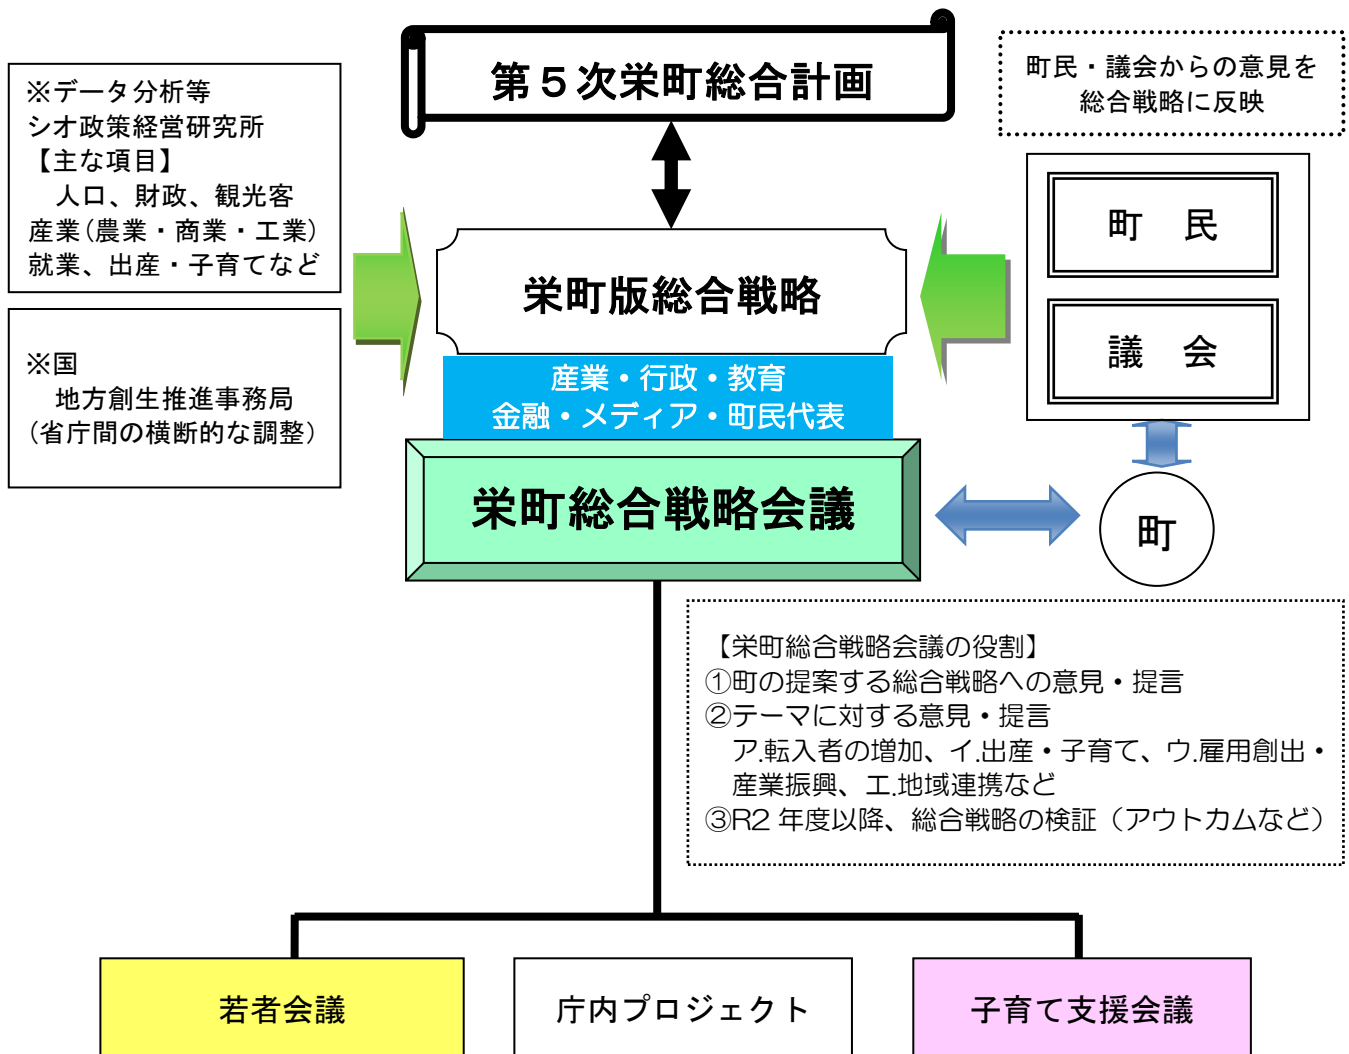 第５次栄町総合計画
※データ分析等
シオ政策経営研究所
【主な項目】
人口、財政、観光客
産業(農業・商業・工業)
就業、出産・子育てなど
※国
地方創生推進事務局
(省庁間の横断的な調整)
町民・議会からの意見を
総合戦略に反映
町　民
議　会
町
栄町版総合戦略
産業・行政・教育
金融・メディア・町民代表
栄町総合戦略会議
【栄町総合戦略会議の役割】
①町の提案する総合戦略への意見・提言
②テーマに対する意見・提言
ア.転入者の増加、イ.出産・子育て、ウ.雇用創出・
産業振興、エ.地域連携など
③R2 年度以降、総合戦略の検証（アウトカムなど）
若者会議
庁内プロジェクト
子育て支援会議